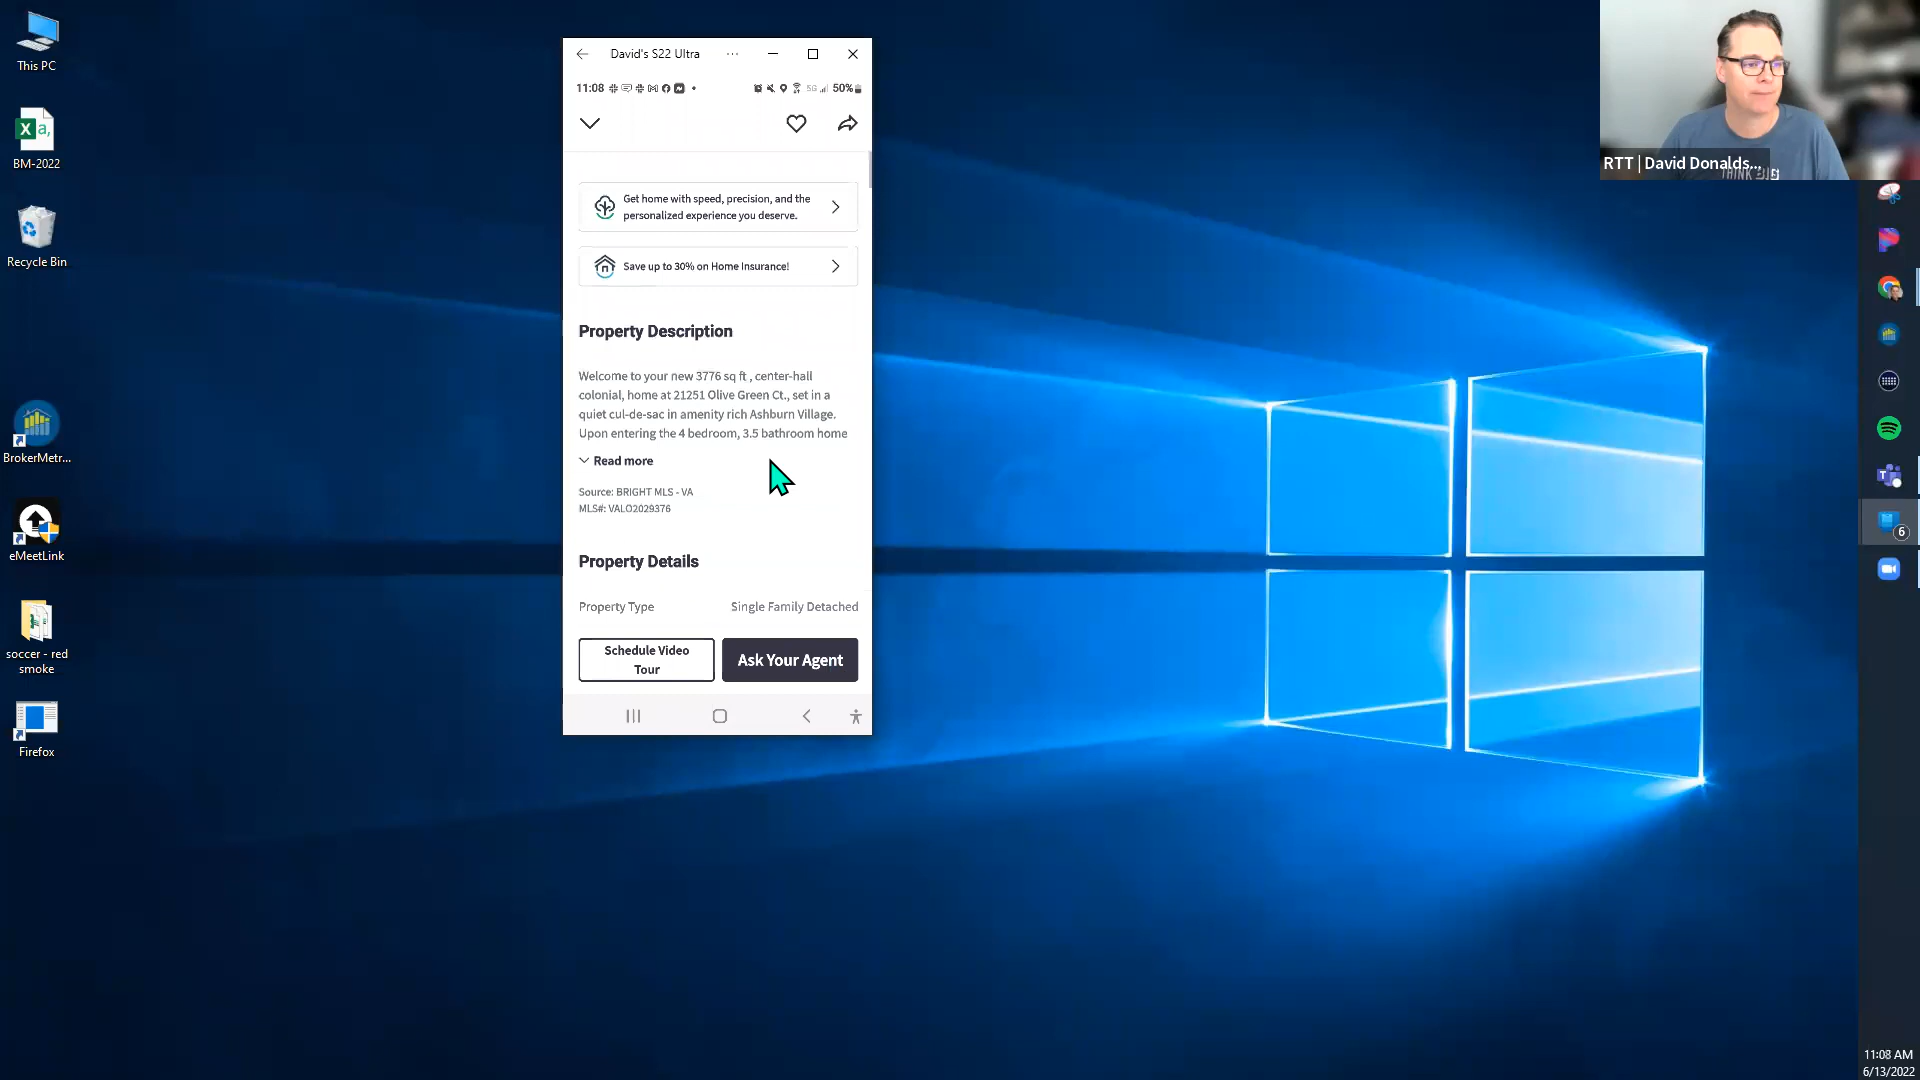 This PC
BM-2022
Recycle Bin
BrokerMetr...
eMeetLink
soccer - red
smoke
Firefox
David's S22 Ultra
11:08
5G
50%
Get home with speed, precision, and the
personalized experience you deserve.
Save up to 30% on Home Insurance!
Property Description
Welcome to your new 3776 sq ft , center-hall
colonial, home at 21251 Olive Green Ct., set in a
quiet cul-de-sac in amenity rich Ashburn Village.
Upon entering the 4 bedroom, 3.5 bathroom home
Read more
Source: BRIGHT MLS - VA
MLS#: VALO2029376
Property Details
Property Type Single Family Detached
Schedule Video
Tour
Ask Your Agent
RTT | David Donalds...
THINK BIG
6
11:08 AM
6/13/2022